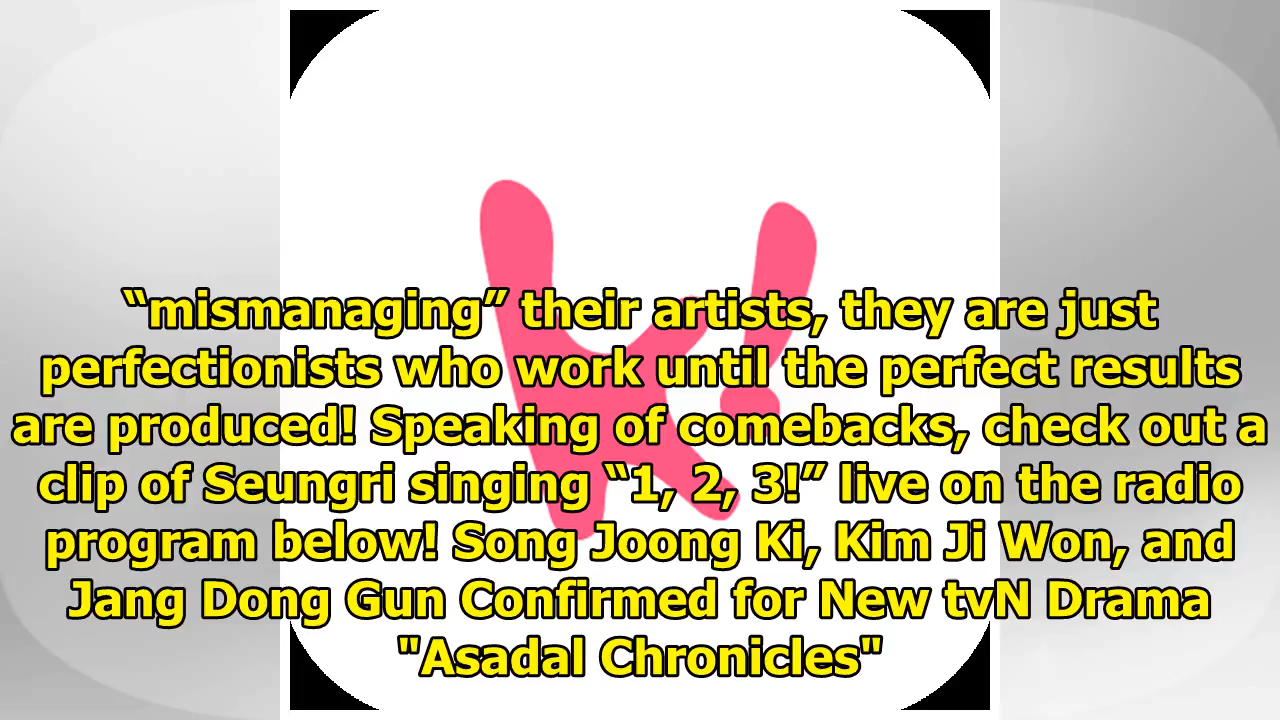 “mismanaging” their artists, they are just
perfectionists who work until the perfect results
are produced! Speaking of comebacks, check out a
clip of Seungri singing “1, 2, 3!” live on the radio
program below! Song Joong Ki, Kim Ji Won, and
Jang Dong Gun Confirmed for New tvN Drama
"Asadal Chronicles"